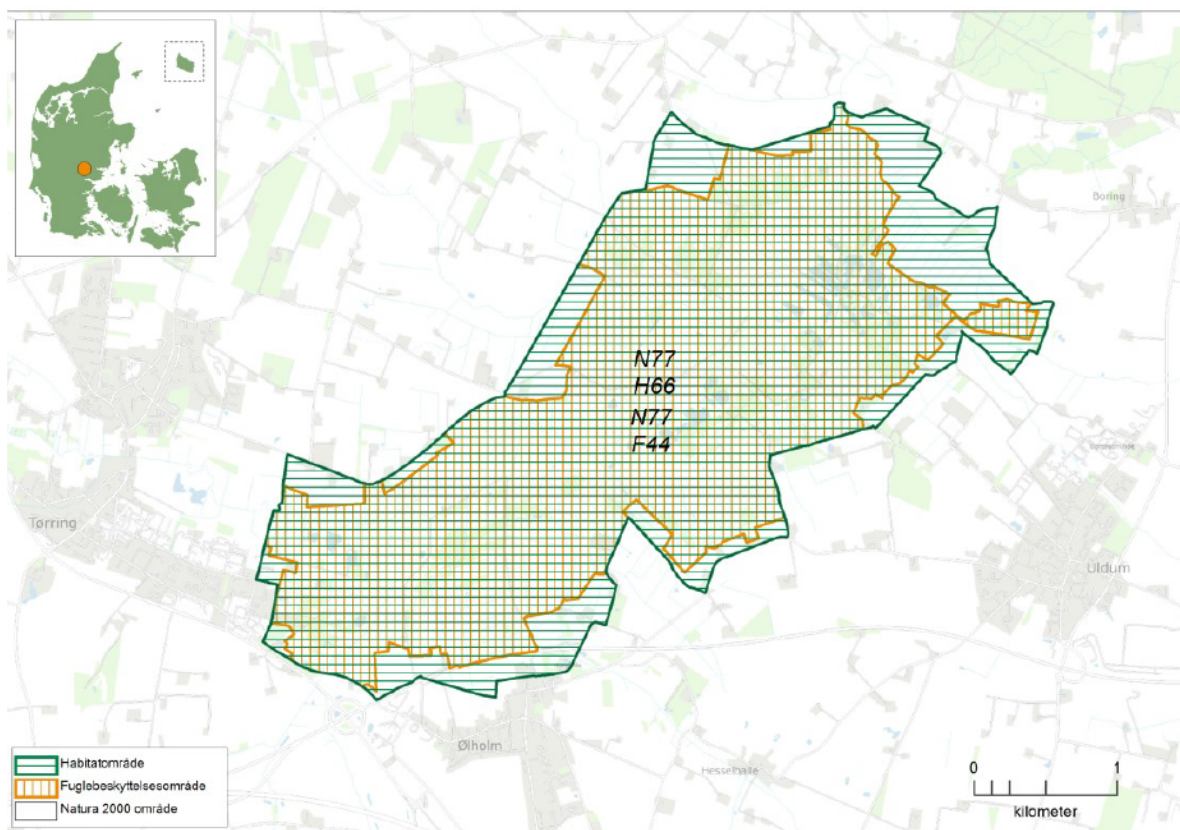 Boring
N77
H66
N77
F44
Tørring
Uldum
Ølholm
Hesselballe
Habitatområde
Fuglebeskyttelsesområde
Natura 2000 område
0 1
kilometer